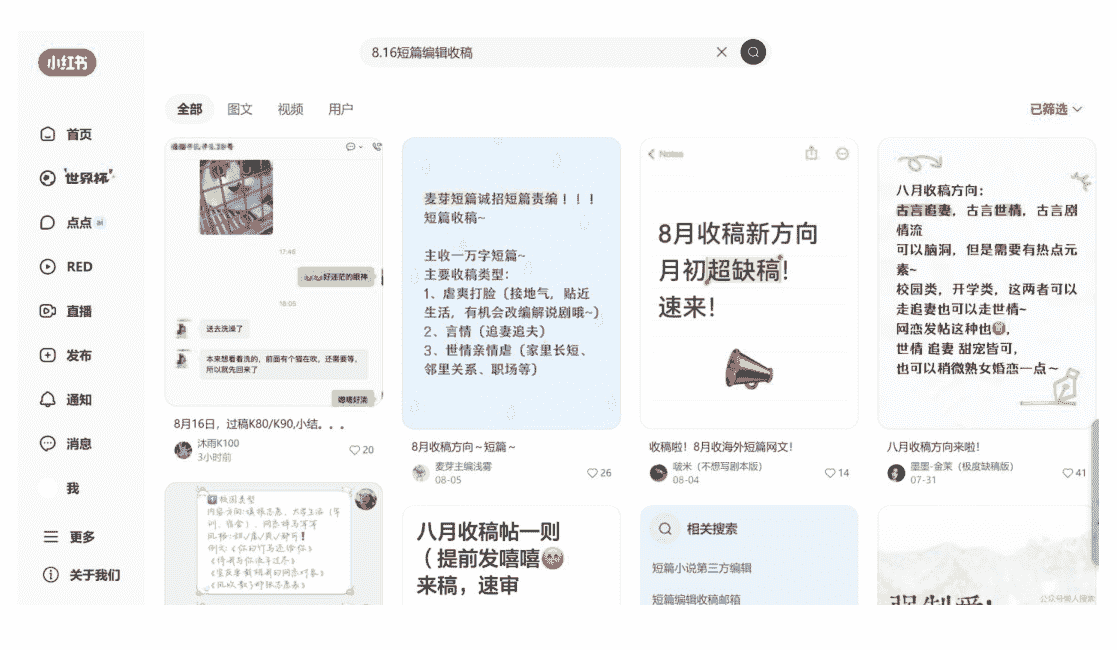 小红书
8.16短篇编辑收稿
全部
图文
视频
用户
已筛选
首页
世界杯
点点 ai
RED
直播
发布
通知
消息
我
更多
关于我们
17:46
好迷茫的眼神
18:06
送去洗澡了
本来想看着洗的，前面有个猫在吹，还需要等，
所以就先回来了
嗯嗯好滴
8月16日，过稿K80/K90,小结。。。
沐雨K100
3小时前
20
麦芽短篇诚招短篇责编！！！
短篇收稿~
主收一万字短篇~
主要收稿类型：
1、虐爽打脸（接地气，贴近
生活，有机会改编解说剧哦~）
2、言情（追妻追夫）
3、世情亲情虐（家里长短、
邻里关系、职场等）
8月收稿方向～短篇～
麦芽主编浅雾
08-05
26
Notes
8月收稿新方向
月初超缺稿！
速来！
收稿啦！8月收海外短篇网文！
啵米（不想写剧本版）
08-04
14
八月收稿方向：
古言追妻，古言世情，古言剧
情流
可以脑洞，但是需要有热点元
素~
校园类，开学类，这两者可以
走追妻也可以走世情~
网恋发帖这种也，
世情 追妻 甜宠皆可，
也可以稍微熟女婚恋一点~
八月收稿方向来啦！
墨墨-金茉（极度缺稿版）
07-31
41
校园类型
八月收稿帖一则
（提前发嘻嘻
来稿，速审
相关搜索
短篇小说第三方编辑
短篇编辑收稿邮箱
公众号懒人搜索